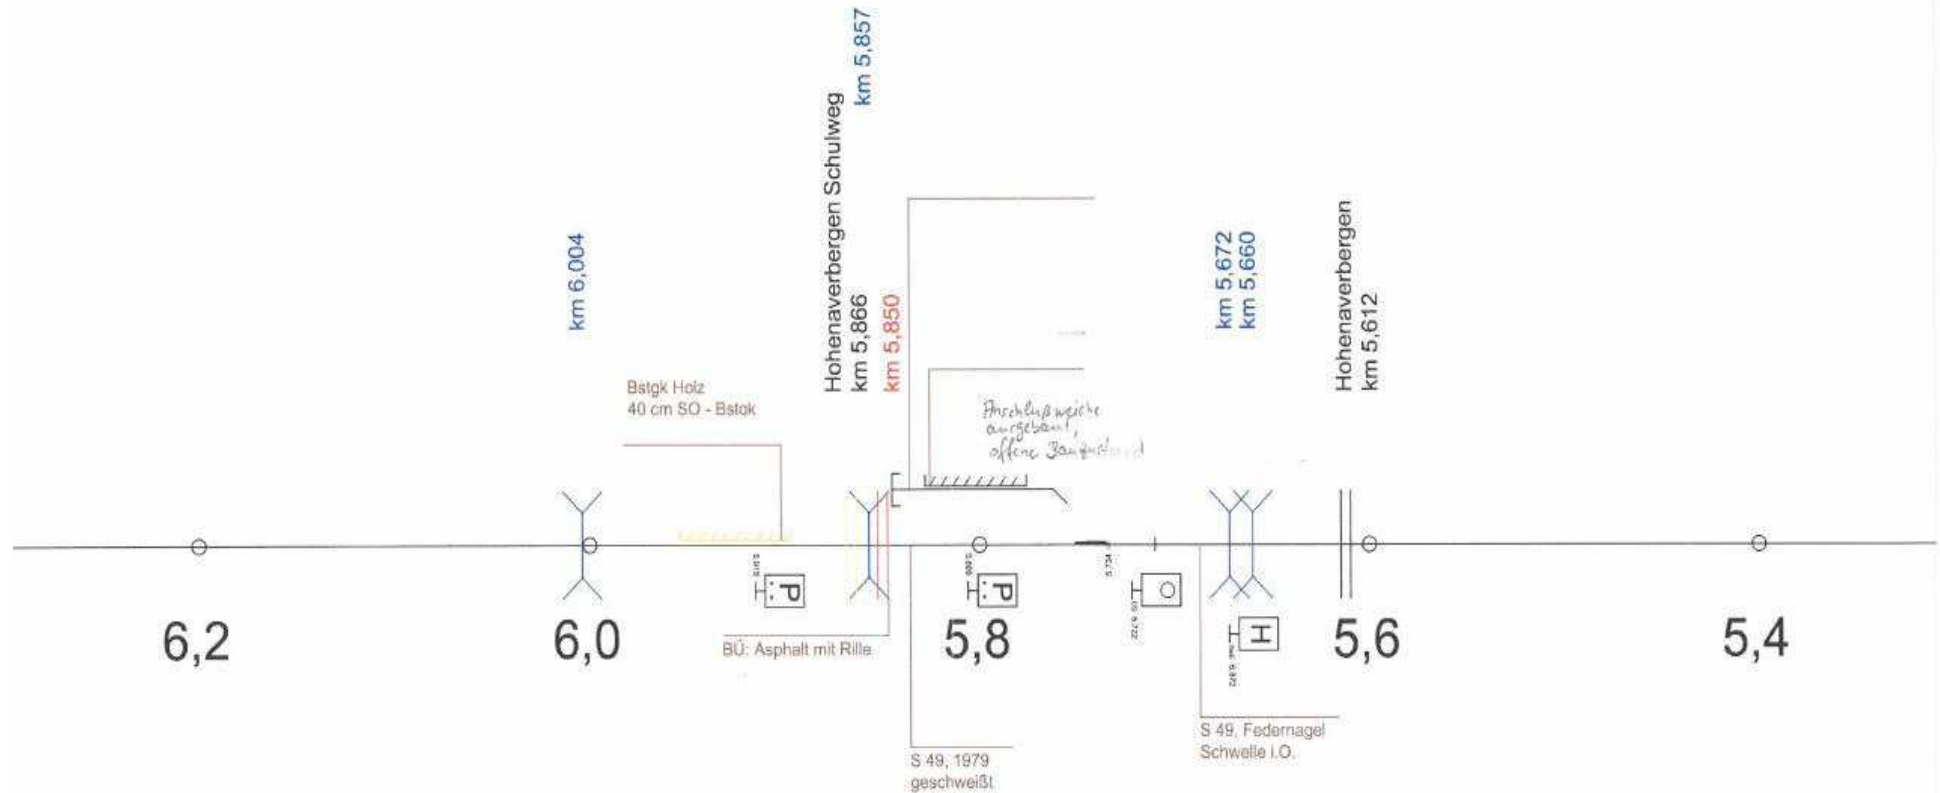 km 5,857
Hohenaverbergen Schulweg
km 5,866
km 5,850
km 6,004
km 5,672
km 5,660
Hohenaverbergen
km 5,612
Bstgk Holz
40 cm SO - Bstok
Anschlußweiche
ausgebaut,
offener Bauzustand
P
P
5.734
H
6,2
6,0
5,8
5,6
5,4
BÜ: Asphalt mit Rille
S 49, 1979
geschweißt
S 49, Federnagel
Schwelle i.O.